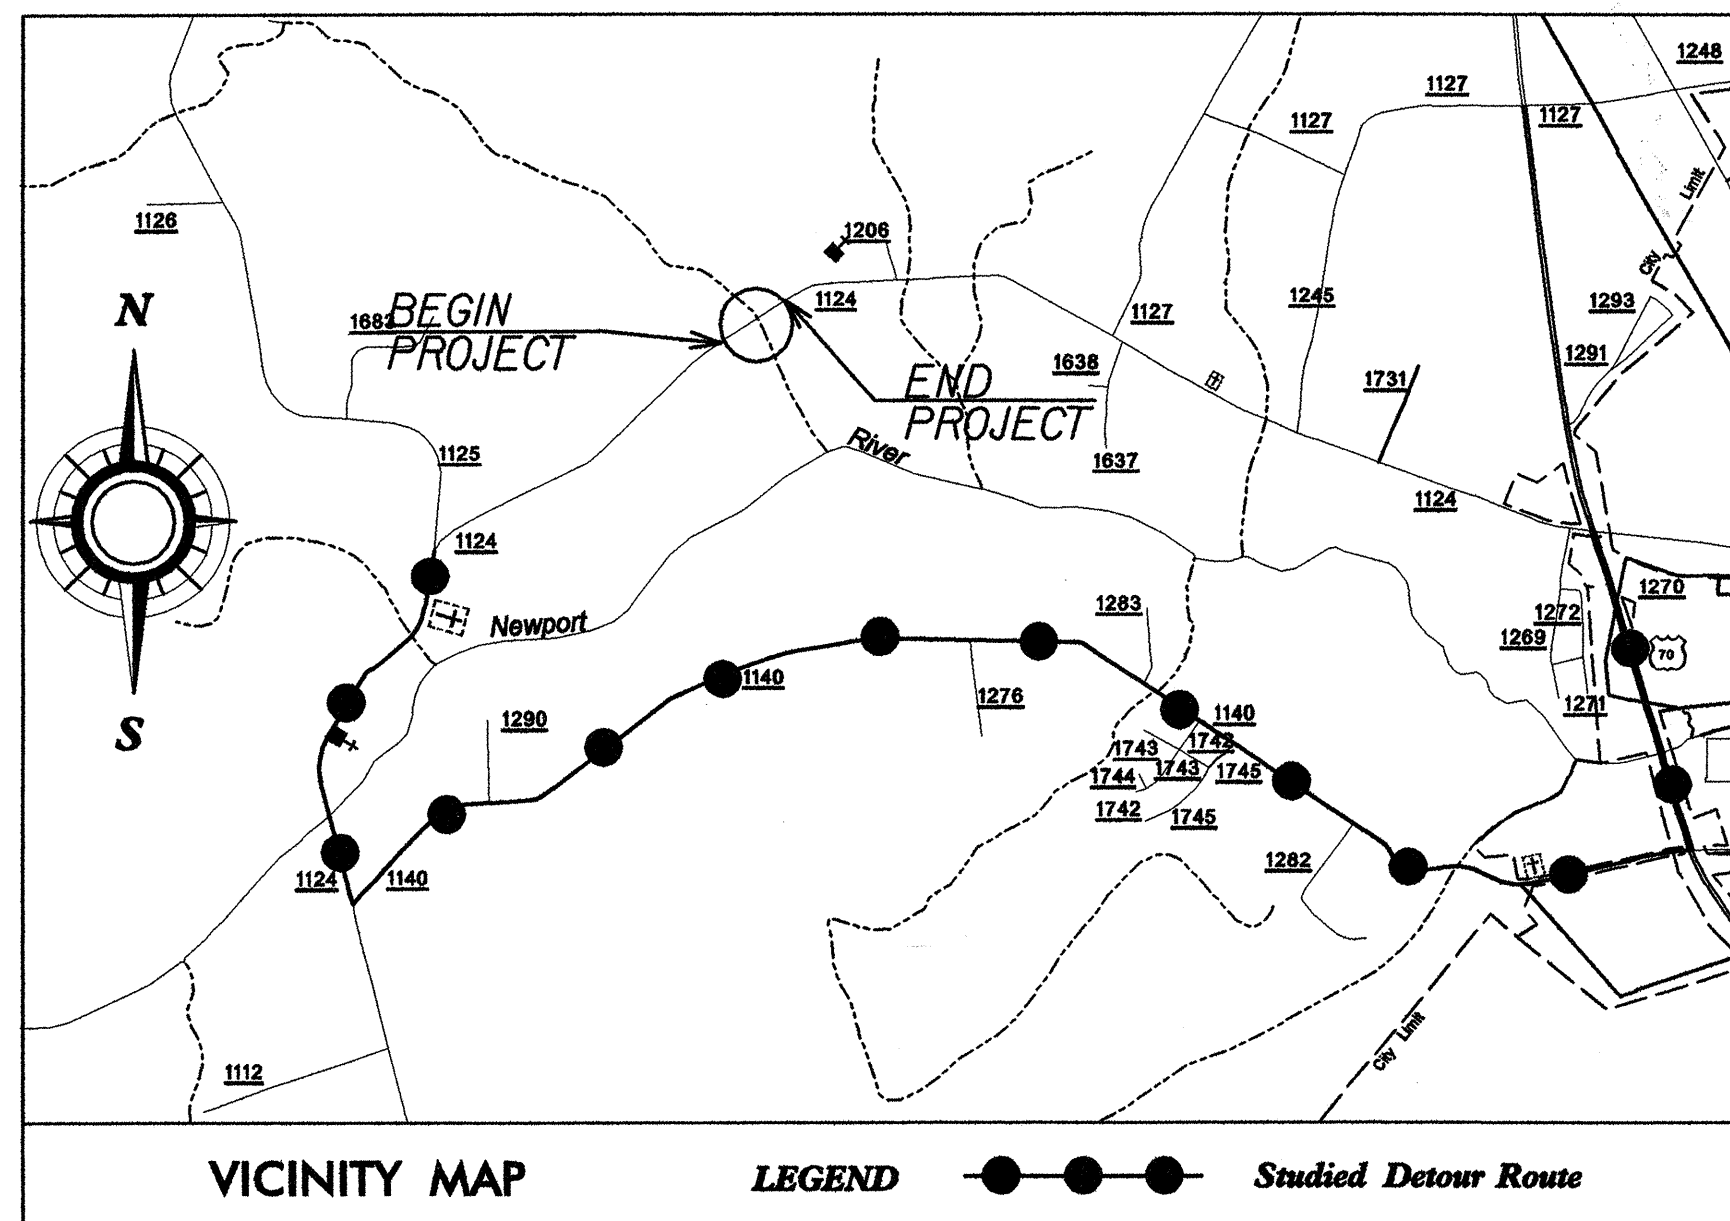 1248
1127
1127
1127
Limit
1126
1206
City
N
BEGIN
PROJECT
1683
1124
1127
1245
1293
1291
1638
1731
END
PROJECT
River
1125
1637
1124
1124
1270
1283
1272
Newport
1269
70
1140
1276
1271
1290
1140
S
1743
1742
1744
1743
1745
1742
1745
1282
1124
1140
City Limit
1112
VICINITY MAP
LEGEND
Studied Detour Route